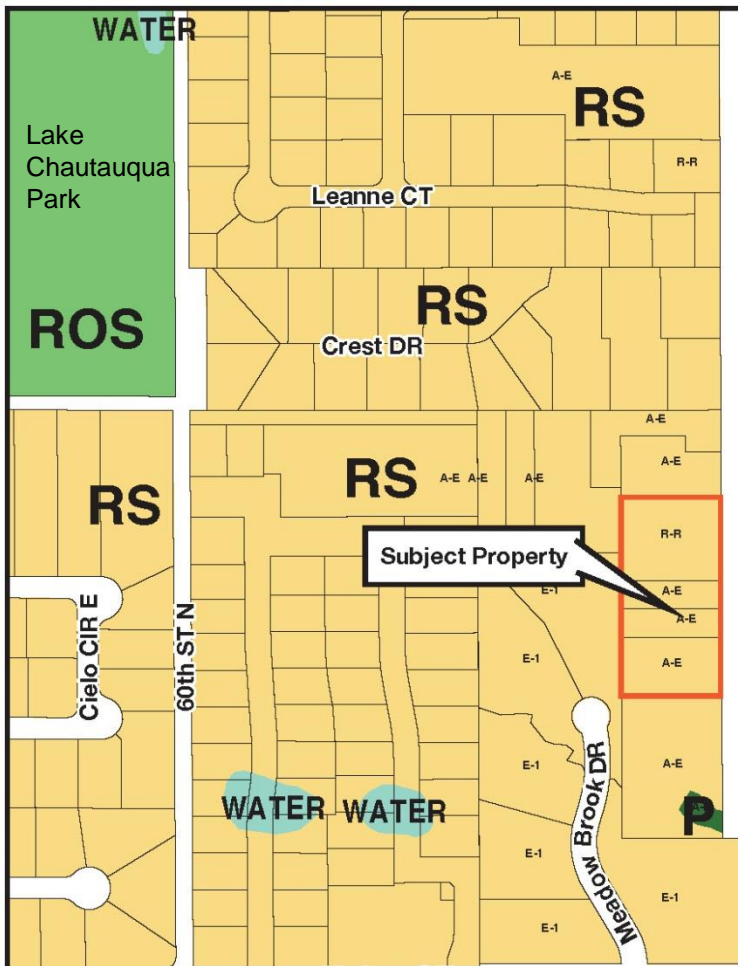 WATER
Lake
Chautauqua
Park
A-E
RS
R-R
Leanne CT
ROS
RS
Crest DR
A-E
A-E
RS
RS
A-E
A-E
A-E
R-R
Subject Property
E-1
A-E
A-E
Cielo CIR E
60th ST N
E-1
A-E
E-1
A-E
WATER
WATER
P
Meadow Brook DR
E-1
E-1
E-1